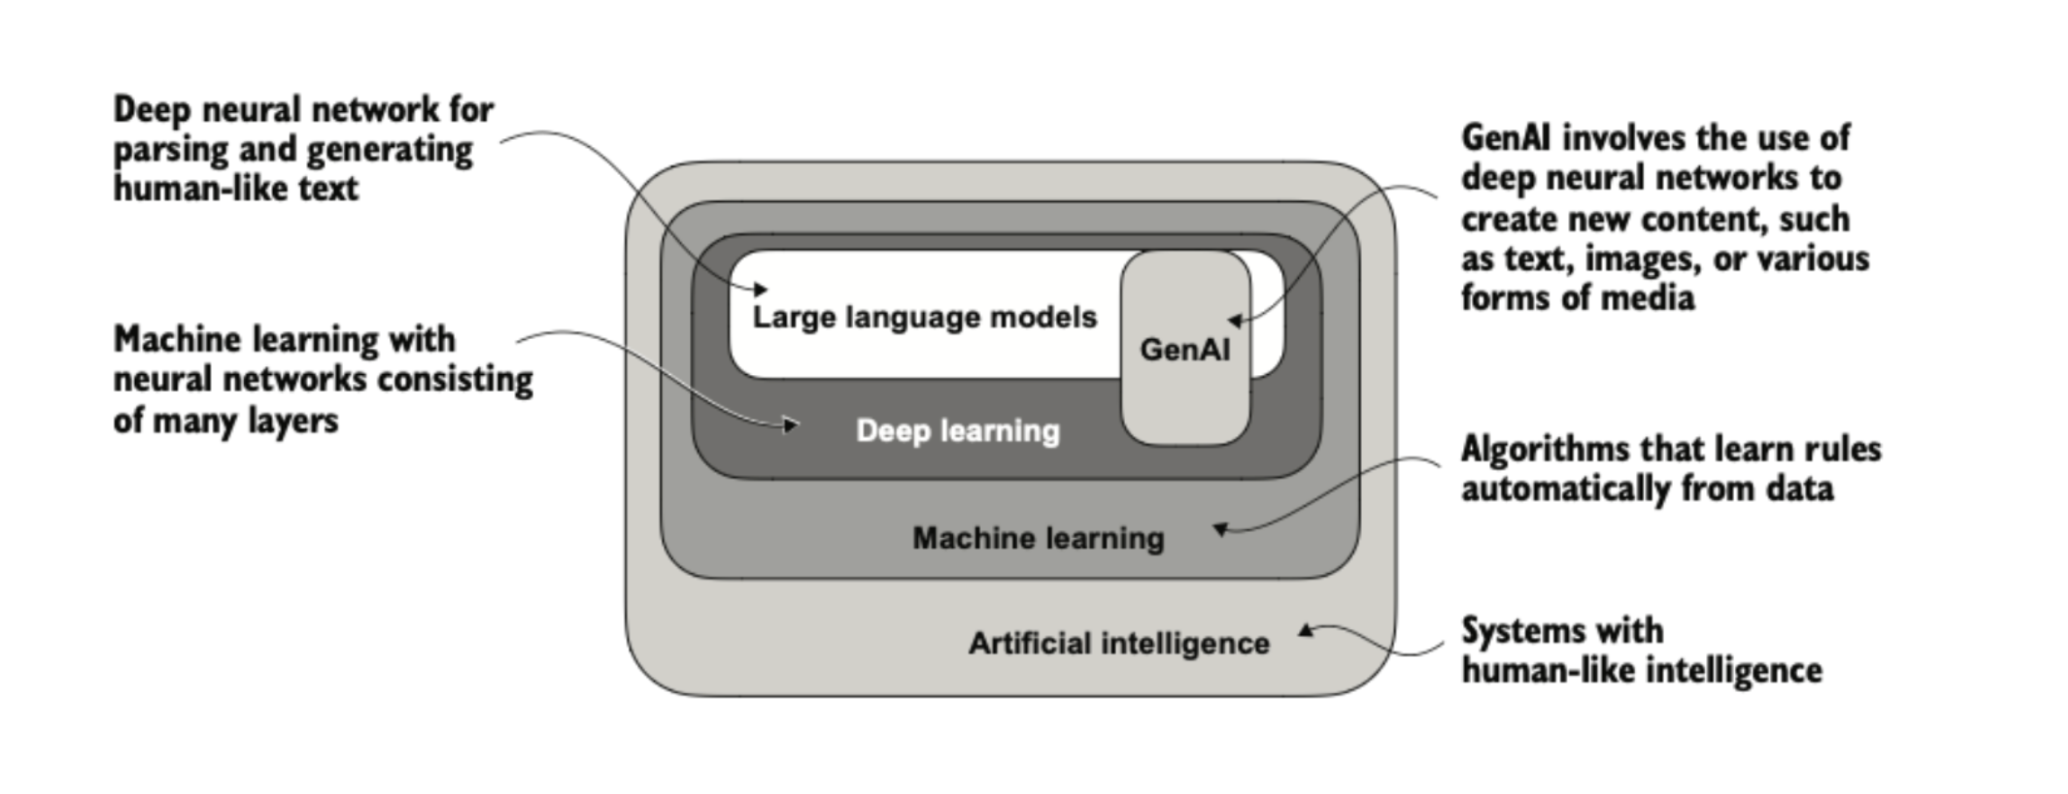 Deep neural network for
parsing and generating
human-like text
Machine learning with
neural networks consisting
of many layers
Large language models
GenAI
Deep learning
Machine learning
Artificial intelligence
GenAI involves the use of
deep neural networks to
create new content, such
as text, images, or various
forms of media
Algorithms that learn rules
automatically from data
Systems with
human-like intelligence